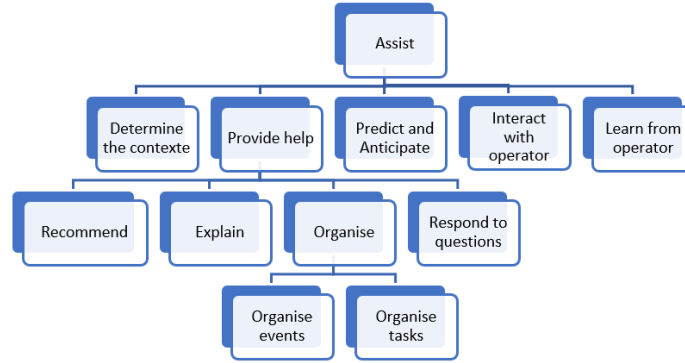 Assist
Determine
the contexte
Provide help
Predict and
Anticipate
Interact
with
operator
Learn from
operator
Recommend
Explain
Organise
Respond to
questions
Organise
events
Organise
tasks